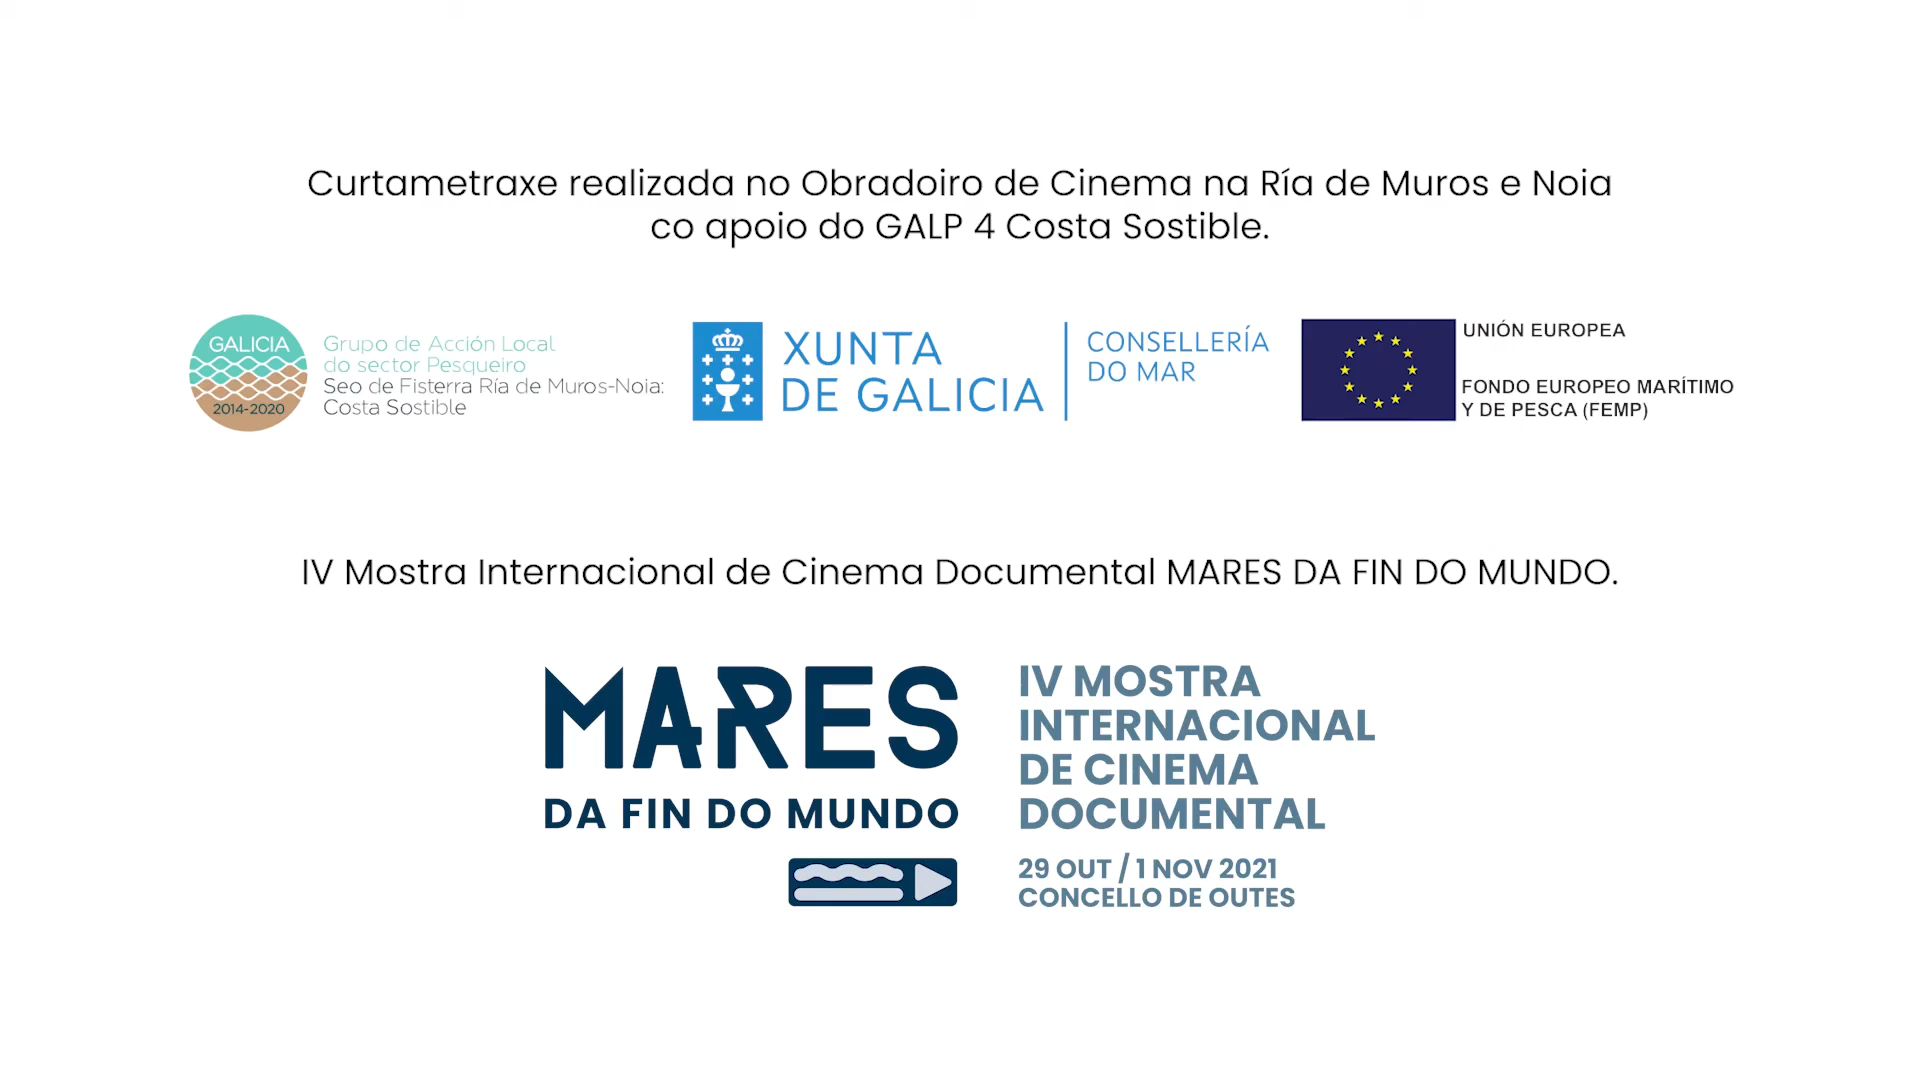 Curtametraxe realizada no Obradoiro de Cinema na Ría de Muros e Noia
co apoio do GALP 4 Costa Sostible.
GALICIA
2014-2020
Grupo de Acción Local
do sector Pesqueiro
Seo de Fisterra Ría de Muros-Noia:
Costa Sostible
XUNTA
DE GALICIA
CONSELLERÍA
DO MAR
UNIÓN EUROPEA
FONDO EUROPEO MARÍTIMO
Y DE PESCA (FEMP)
IV Mostra Internacional de Cinema Documental MARES DA FIN DO MUNDO.
MARES
DA FIN DO MUNDO
IV MOSTRA
INTERNACIONAL
DE CINEMA
DOCUMENTAL
29 OUT / 1 NOV 2021
CONCELLO DE OUTES